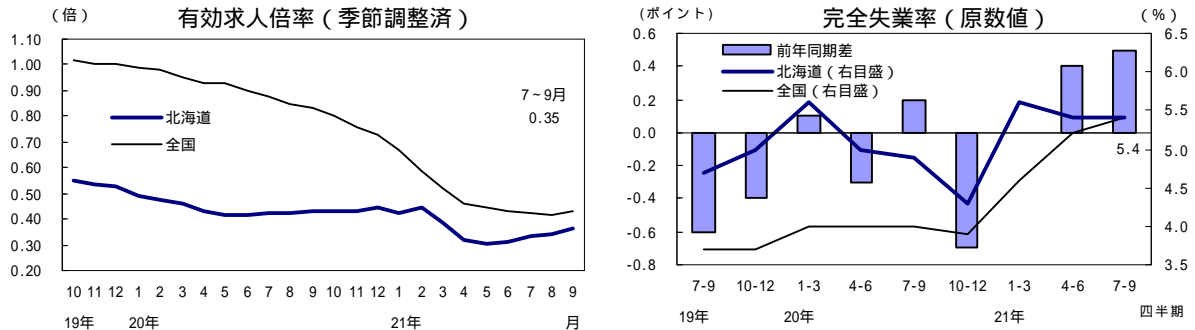 有効求人倍率（季節調整済）
（倍）
1.10
1.00
0.90
0.80
0.70
0.60
0.50
0.40
0.30
0.20
北海道
全国
7～9月
0.35
10 11 12 1 2 3 4 5 6 7 8 9 10 11 12 1 2 3 4 5 6 7 8 9
19年 20年 21年 月
完全失業率（原数値）
(ポイント) （％）
0.6
0.4
0.2
0.0
-0.2
-0.4
-0.6
-0.8
前年同期差
北海道（右目盛）
全国（右目盛）
5.4
6.5
6.0
5.5
5.0
4.5
4.0
3.5
7-9 10-12 1-3 4-6 7-9 10-12 1-3 4-6 7-9
19年 20年 21年 四半期